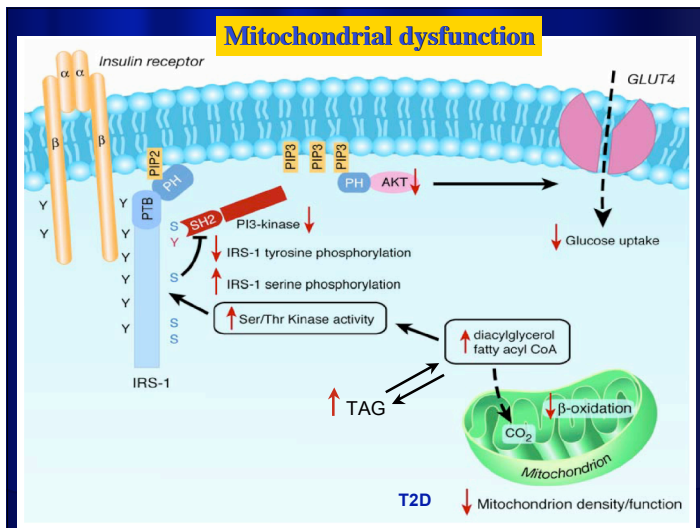 Mitochondrial dysfunction
Insulin receptor
α α
β β
GLUT4
PIP2
PIP3 PIP3 PIP3
PH
PH AKT
PTB
Y Y
Y Y
Y
Y
Y
S
Y
SH2
PI3-kinase
Glucose uptake
IRS-1 tyrosine phosphorylation
S
IRS-1 serine phosphorylation
S
S
Ser/Thr Kinase activity
diacylglycerol
fatty acyl CoA
IRS-1
TAG
β-oxidation
CO2
Mitochondrion
T2D
Mitochondrion density/function